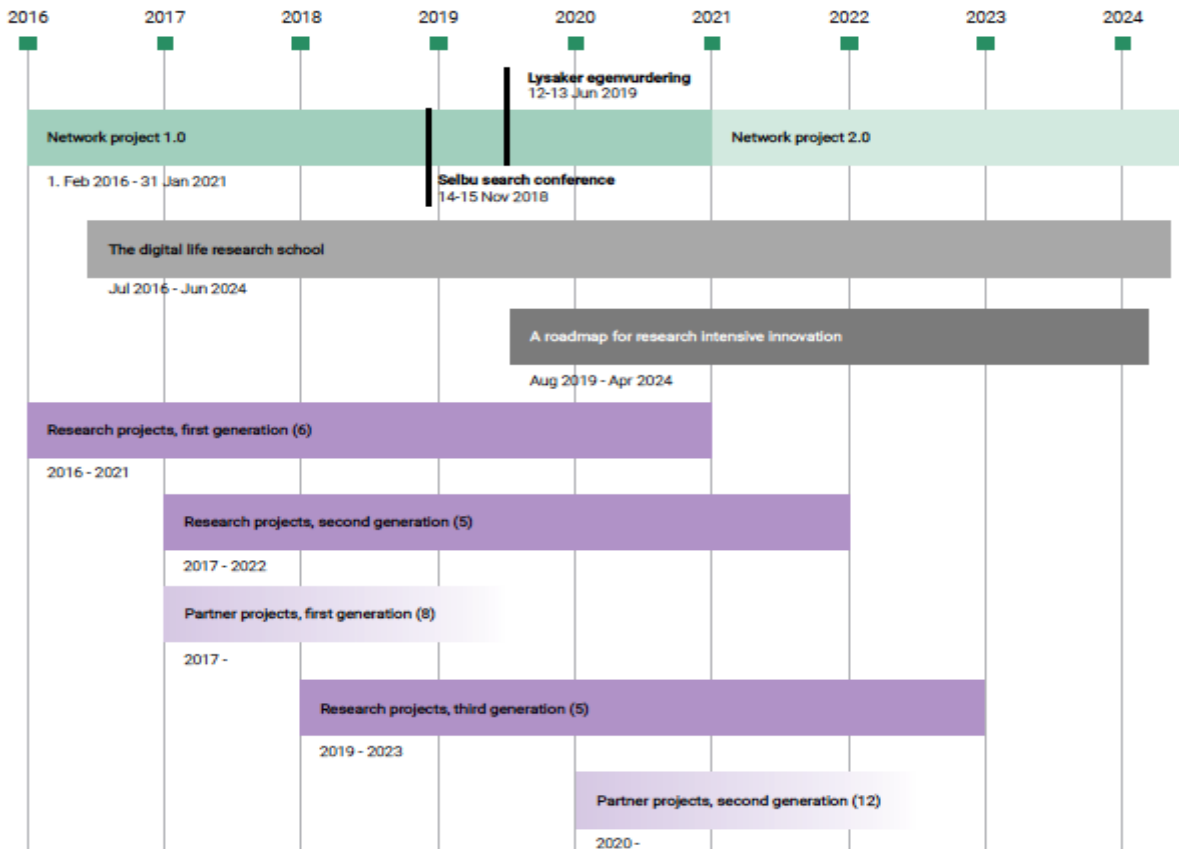 2016 2017 2018 2019 2020 2021 2022 2023 2024
Lysaker egenvurdering
12-13 Jun 2019
Network project 1.0
Network project 2.0
1. Feb 2016 - 31 Jan 2021
Selbu search conference
14-15 Nov 2018
The digital life research school
Jul 2016 - Jun 2024
A roadmap for research intensive innovation
Aug 2019 - Apr 2024
Research projects, first generation (6)
2016 - 2021
Research projects, second generation (5)
2017 - 2022
Partner projects, first generation (8)
2017 -
Research projects, third generation (5)
2019 - 2023
Partner projects, second generation (12)
2020 -